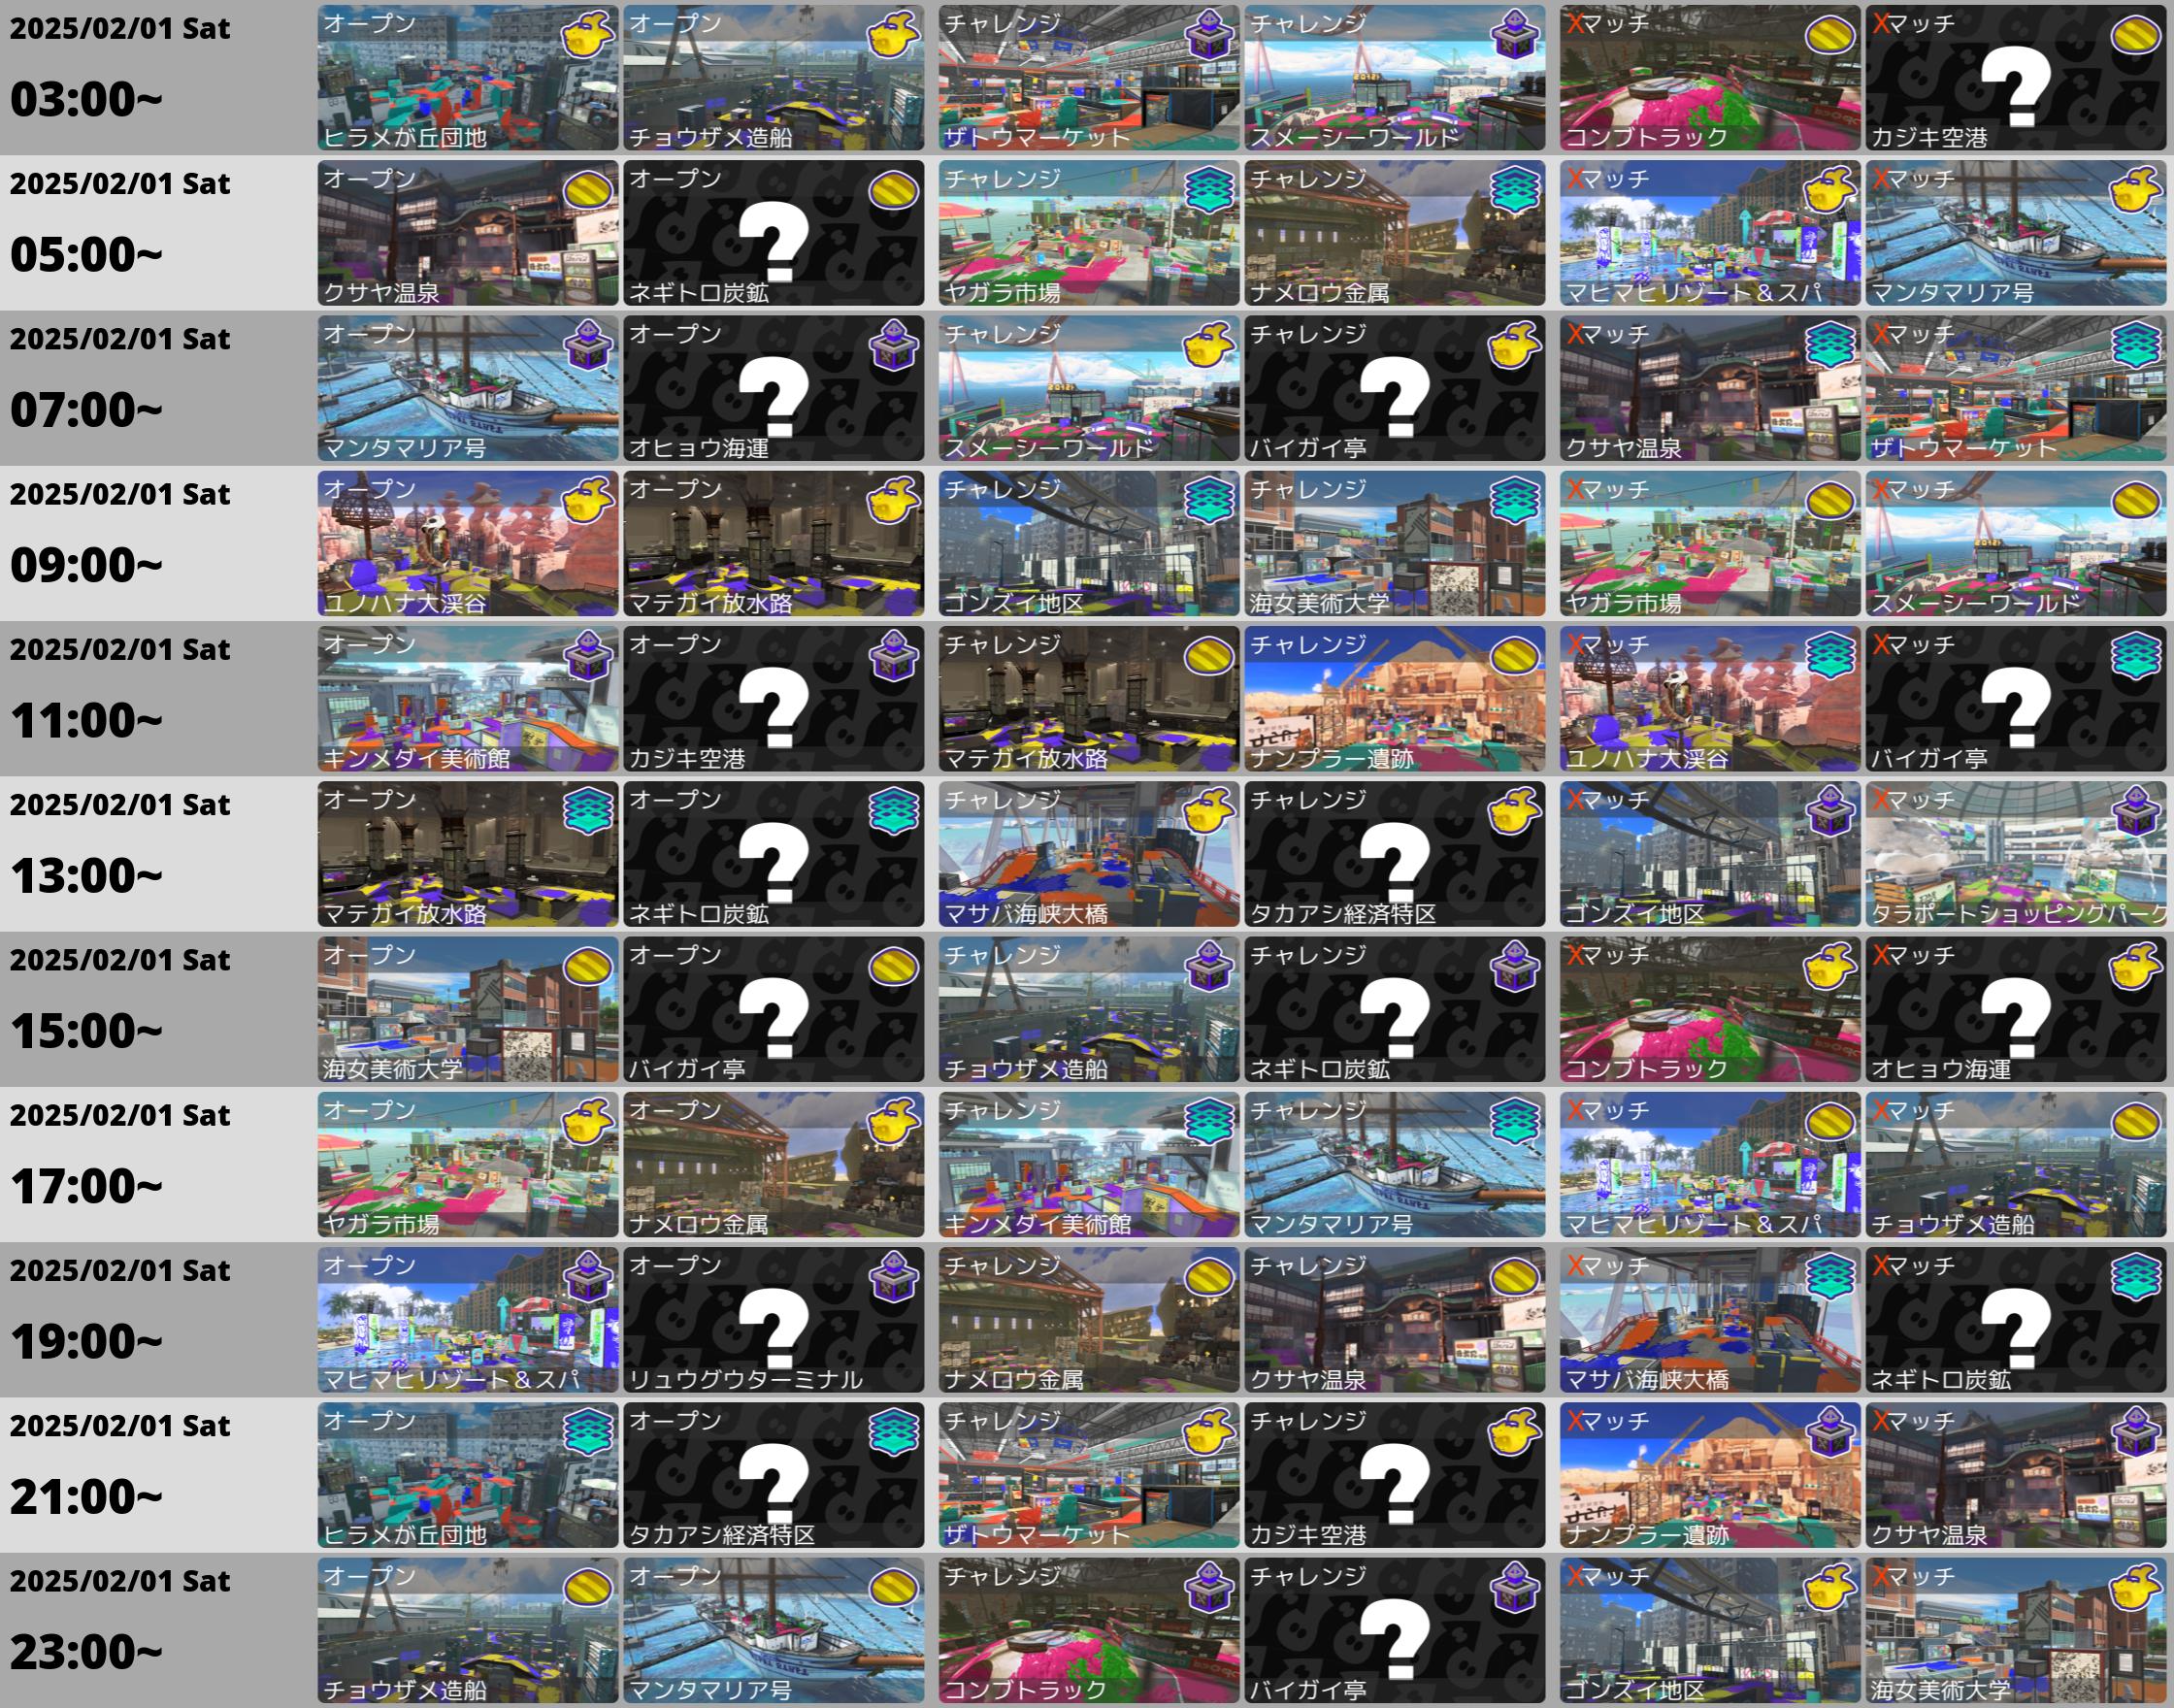 2025/02/01 Sat
03:00~
オープン
ヒラメが丘団地
オープン
チョウザメ造船
チャレンジ
ザトウマーケット
チャレンジ
スメーシーワールド
Xマッチ
コンブトラック
Xマッチ
?
カジキ空港
2025/02/01 Sat
05:00~
オープン
クサヤ温泉
オープン
?
ネギトロ炭鉱
チャレンジ
ヤガラ市場
チャレンジ
ナメロウ金属
Xマッチ
マヒマヒリゾート&スパ
Xマッチ
マンタマリア号
2025/02/01 Sat
07:00~
オープン
マンタマリア号
オープン
?
オヒョウ海運
チャレンジ
スメーシーワールド
チャレンジ
?
バイガイ亭
Xマッチ
クサヤ温泉
Xマッチ
ザトウマーケット
2025/02/01 Sat
09:00~
オープン
ユノハナ大渓谷
オープン
マテガイ放水路
チャレンジ
ゴンズイ地区
チャレンジ
海女美術大学
Xマッチ
ヤガラ市場
Xマッチ
スメーシーワールド
2025/02/01 Sat
11:00~
オープン
キンメダイ美術館
オープン
?
カジキ空港
チャレンジ
マテガイ放水路
チャレンジ
ナンプラー遺跡
Xマッチ
ユノハナ大渓谷
Xマッチ
?
バイガイ亭
2025/02/01 Sat
13:00~
オープン
マテガイ放水路
オープン
?
ネギトロ炭鉱
チャレンジ
マサバ海峡大橋
チャレンジ
?
タカアシ経済特区
Xマッチ
ゴンズイ地区
Xマッチ
タラポートショッピングパーク
2025/02/01 Sat
15:00~
オープン
海女美術大学
オープン
?
バイガイ亭
チャレンジ
チョウザメ造船
チャレンジ
?
ネギトロ炭鉱
Xマッチ
コンブトラック
Xマッチ
?
オヒョウ海運
2025/02/01 Sat
17:00~
オープン
ヤガラ市場
オープン
ナメロウ金属
チャレンジ
キンメダイ美術館
チャレンジ
マンタマリア号
Xマッチ
マヒマヒリゾート&スパ
Xマッチ
チョウザメ造船
2025/02/01 Sat
19:00~
オープン
マヒマヒリゾート&スパ
オープン
?
リュウグウターミナル
チャレンジ
ナメロウ金属
チャレンジ
クサヤ温泉
Xマッチ
マサバ海峡大橋
Xマッチ
?
ネギトロ炭鉱
2025/02/01 Sat
21:00~
オープン
ヒラメが丘団地
オープン
?
タカアシ経済特区
チャレンジ
ザトウマーケット
チャレンジ
?
カジキ空港
Xマッチ
ナンプラー遺跡
Xマッチ
クサヤ温泉
2025/02/01 Sat
23:00~
オープン
チョウザメ造船
オープン
マンタマリア号
チャレンジ
コンブトラック
チャレンジ
?
バイガイ亭
Xマッチ
ゴンズイ地区
Xマッチ
海女美術大学